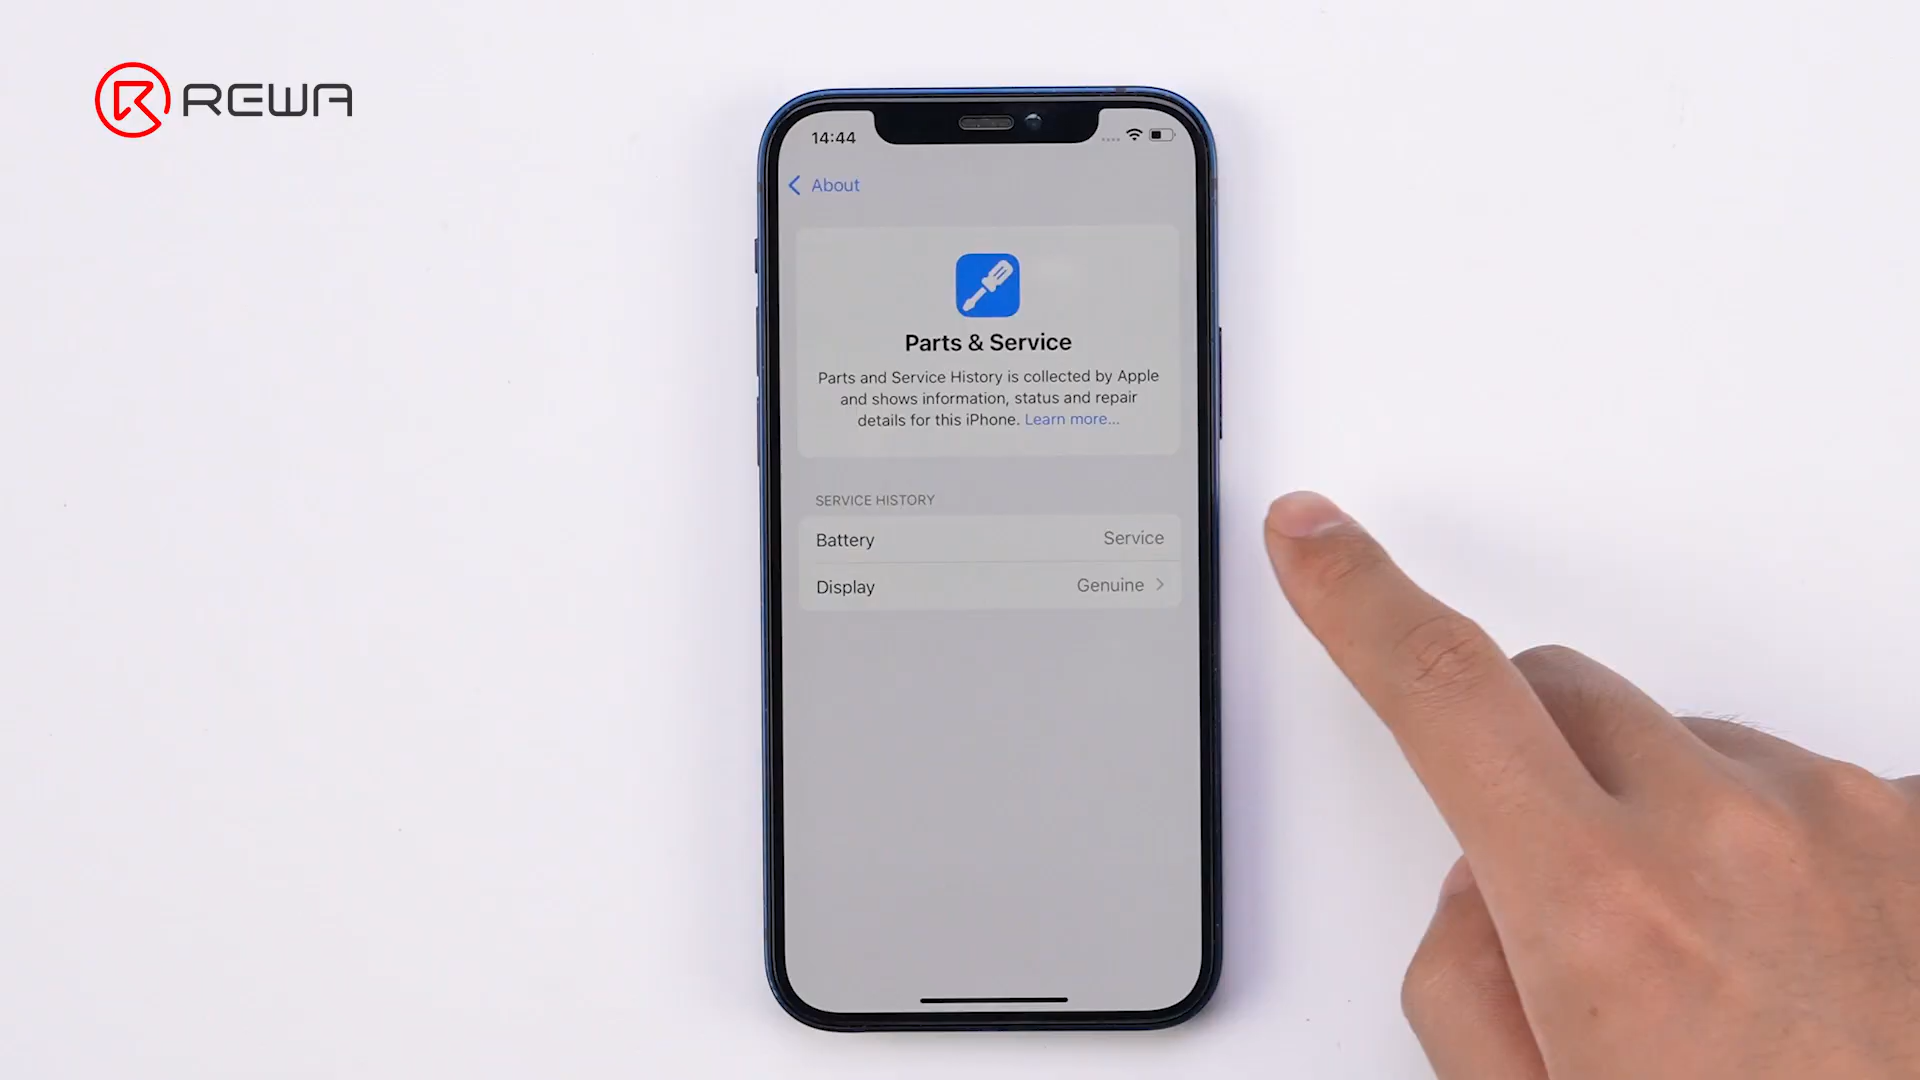 REWA
14:44
About
Parts & Service
Parts and Service History is collected by Apple
and shows information, status and repair
details for this iPhone. Learn more...
SERVICE HISTORY
Battery Service
Display Genuine